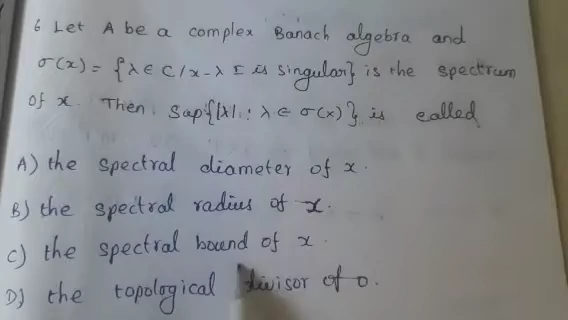 6 Let A be a complex Banach algebra and
σ(x) = {λ ∈ C / x - λ I is singular} is the spectrum
of x. Then. Sup{|λ| : λ ∈ σ(x)} is called
A) the spectral diameter of x.
B) the spectral radius of x.
C) the spectral bound of x.
D) the topological divisor of 0.